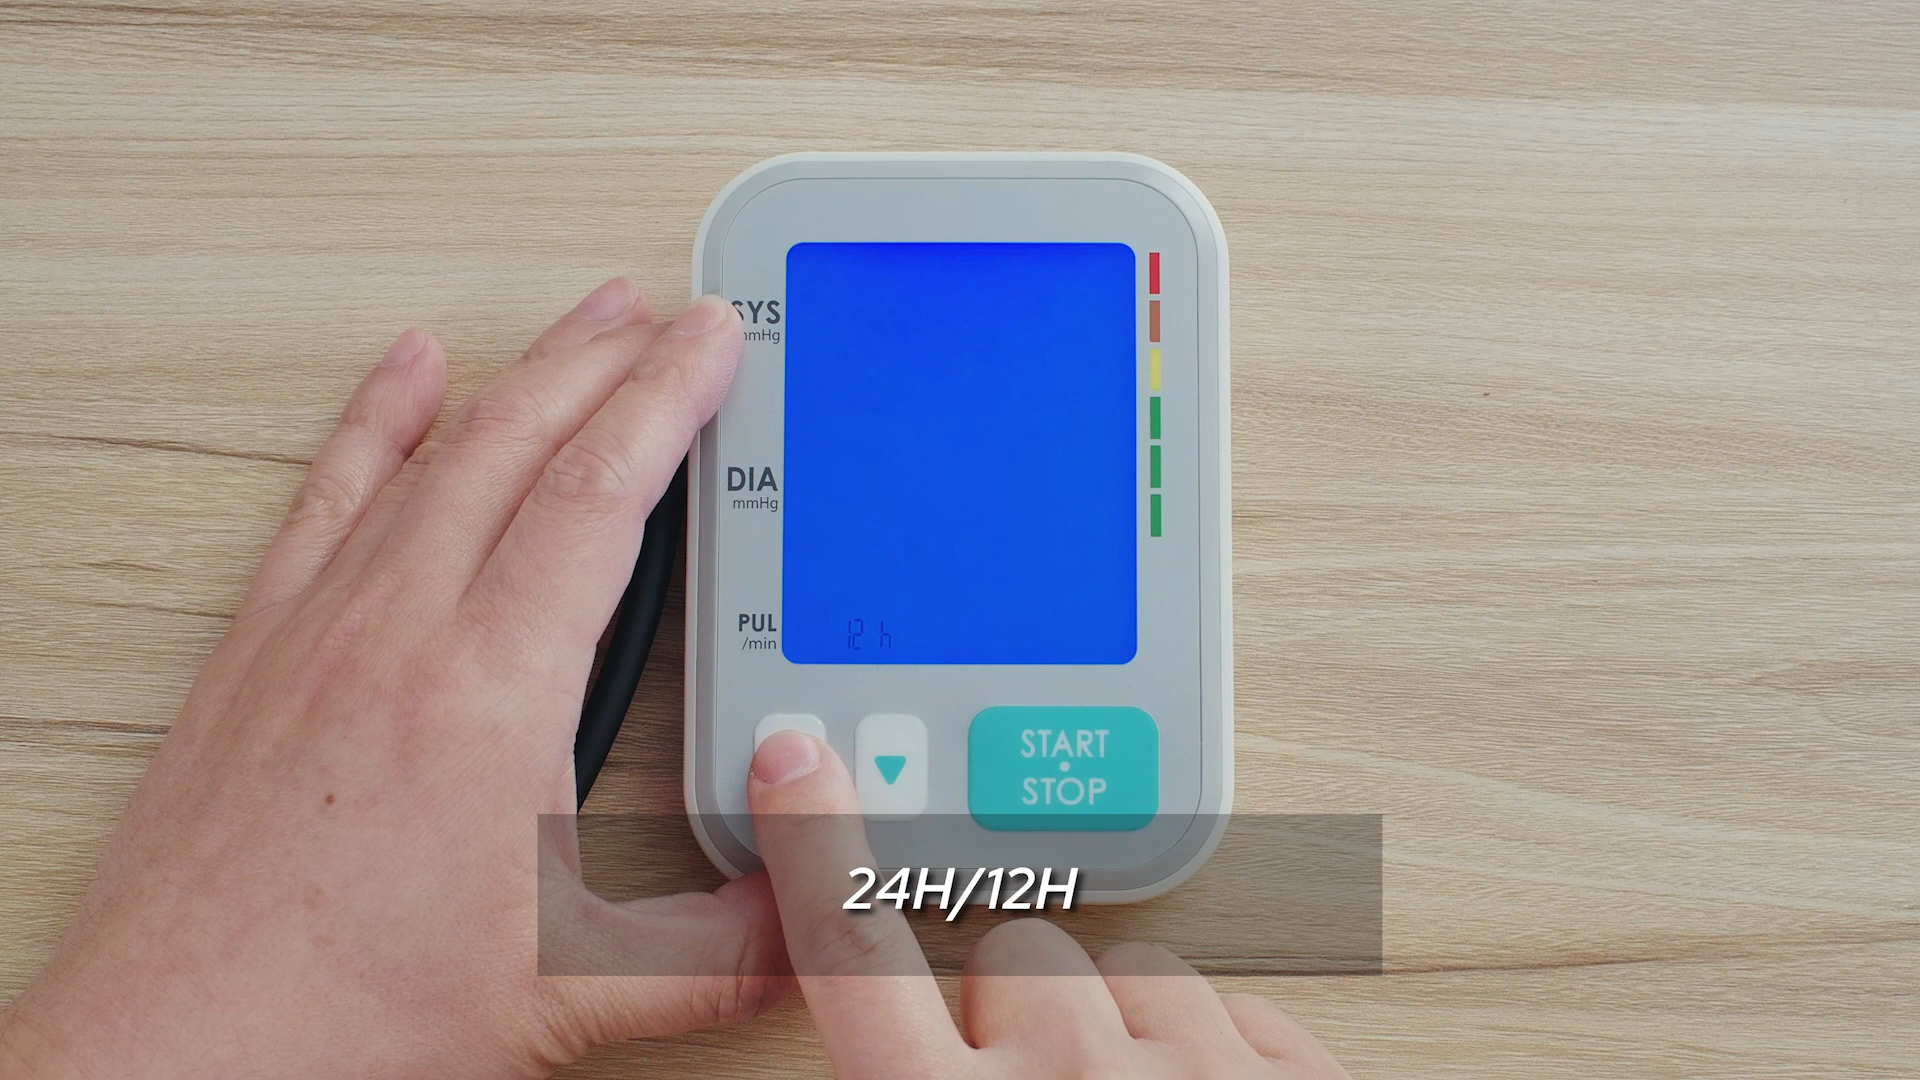 SYS
mmHg
DIA
mmHg
PUL
/min
12 h
START
STOP
24H/12H